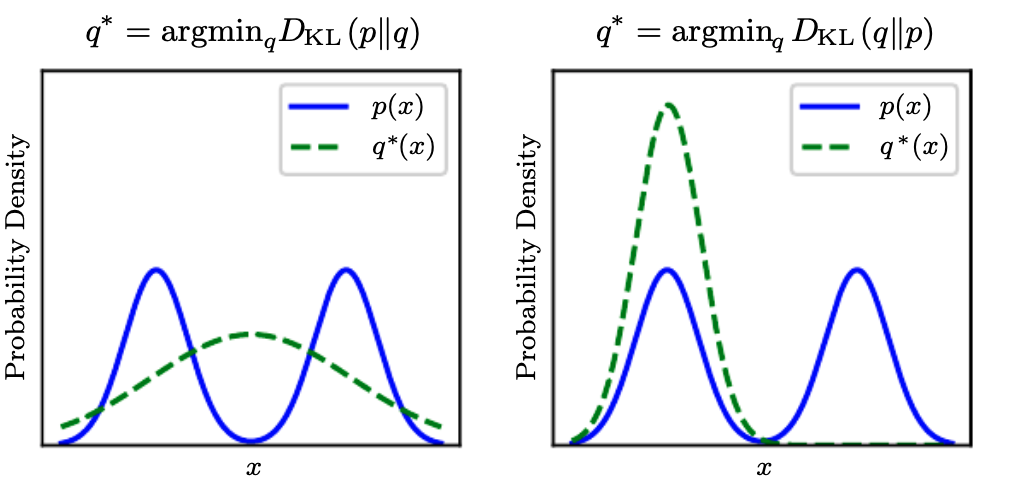 q* = argmin_q D_KL (p‖q)
p(x)
q*(x)
Probability Density
x
q* = argmin_q D_KL (q‖p)
p(x)
q*(x)
Probability Density
x